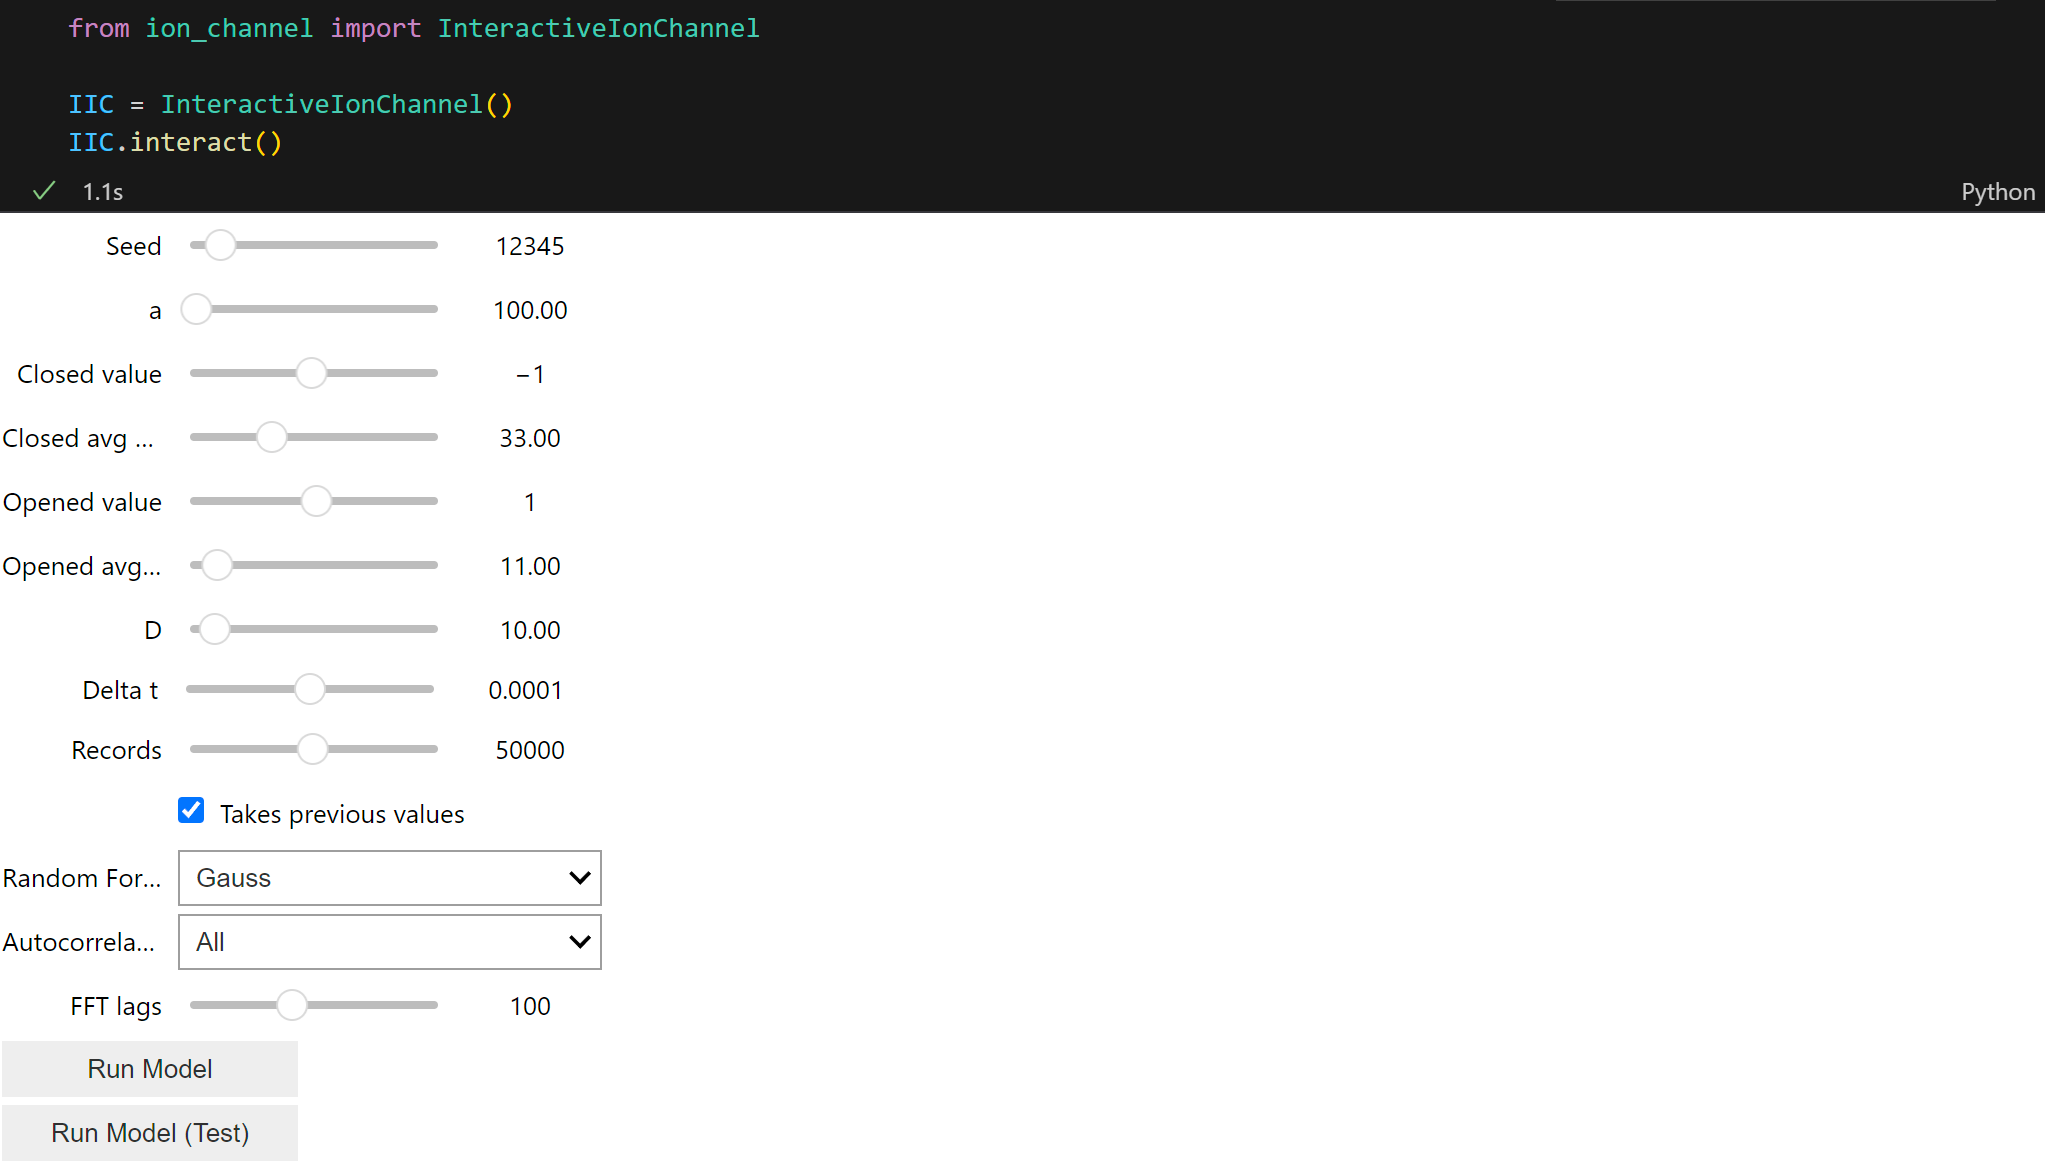 from ion_channel import InteractiveIonChannel
IIC = InteractiveIonChannel()
IIC.interact()
1.1s
Python
Seed 12345
a 100.00
Closed value −1
Closed avg ... 33.00
Opened value 1
Opened avg... 11.00
D 10.00
Delta t 0.0001
Records 50000
Takes previous values
Random For... Gauss
Autocorrela... All
FFT lags 100
Run Model
Run Model (Test)